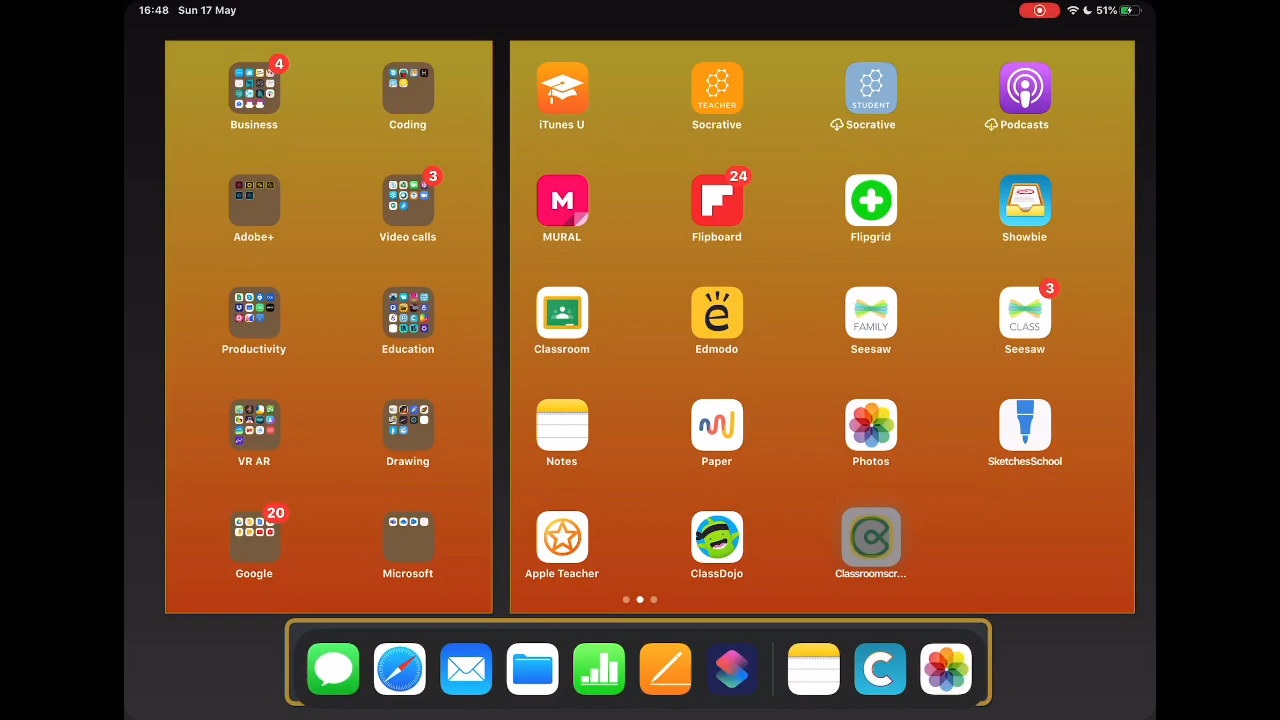 16:48 Sun 17 May
51%
4
Business
Coding
iTunes U
TEACHER
Socrative
STUDENT
Socrative
Podcasts
Adobe+
3
Video calls
M
MURAL
24
Flipboard
Flipgrid
Showbie
Productivity
Education
Classroom
e
Edmodo
FAMILY
Seesaw
3
CLASS
Seesaw
VR AR
Drawing
Notes
Paper
Photos
SketchesSchool
20
Google
Microsoft
Apple Teacher
ClassDojo
Classroomscr...
C